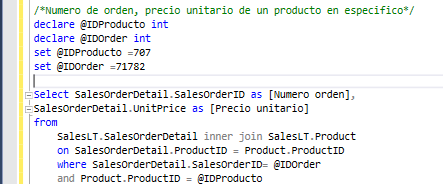 /*Numero de orden, precio unitario de un producto en especifico*/
declare @IDProducto int
declare @IDOrder int
set @IDProducto =707
set @IDOrder =71782
Select SalesOrderDetail.SalesOrderID as [Numero orden],
SalesOrderDetail.UnitPrice as [Precio unitario]
from
SalesLT.SalesOrderDetail inner join SalesLT.Product
on SalesOrderDetail.ProductID = Product.ProductID
where SalesOrderDetail.SalesOrderID= @IDOrder
and Product.ProductID = @IDProducto